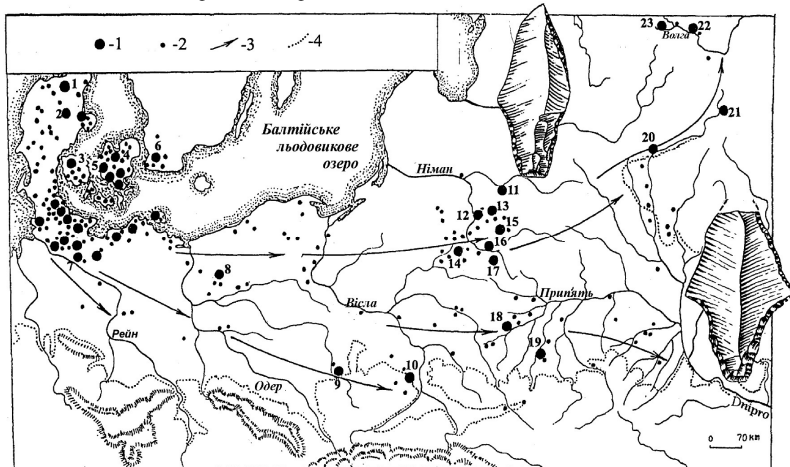 -1 -2 -3 -4
23 22
Волга
1
2
21
3 4
5
6
20
Балтійське
льодовикове
озеро
Німан
11
12 13
15
16
14
17
7
8
Вісла
Прип'ять
18
19
Рейн
9
10
Одер
Dнiпро
0 70 км